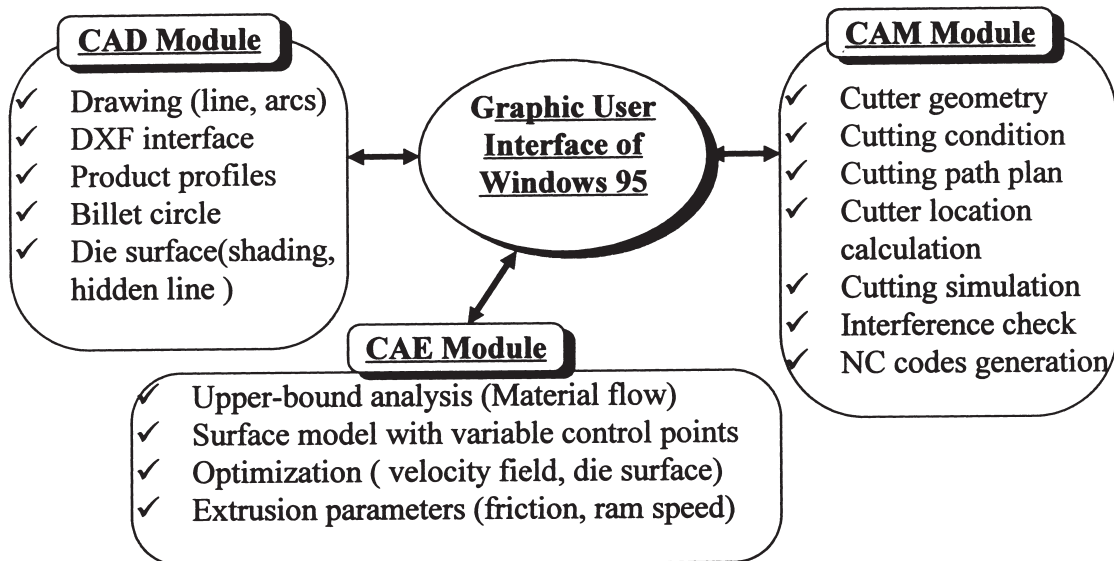 CAD Module
✓ Drawing (line, arcs)
✓ DXF interface
✓ Product profiles
✓ Billet circle
✓ Die surface(shading,
hidden line )
Graphic User
Interface of
Windows 95
CAM Module
✓ Cutter geometry
✓ Cutting condition
✓ Cutting path plan
✓ Cutter location
calculation
✓ Cutting simulation
✓ Interference check
✓ NC codes generation
CAE Module
✓ Upper-bound analysis (Material flow)
✓ Surface model with variable control points
✓ Optimization ( velocity field, die surface)
✓ Extrusion parameters (friction, ram speed)